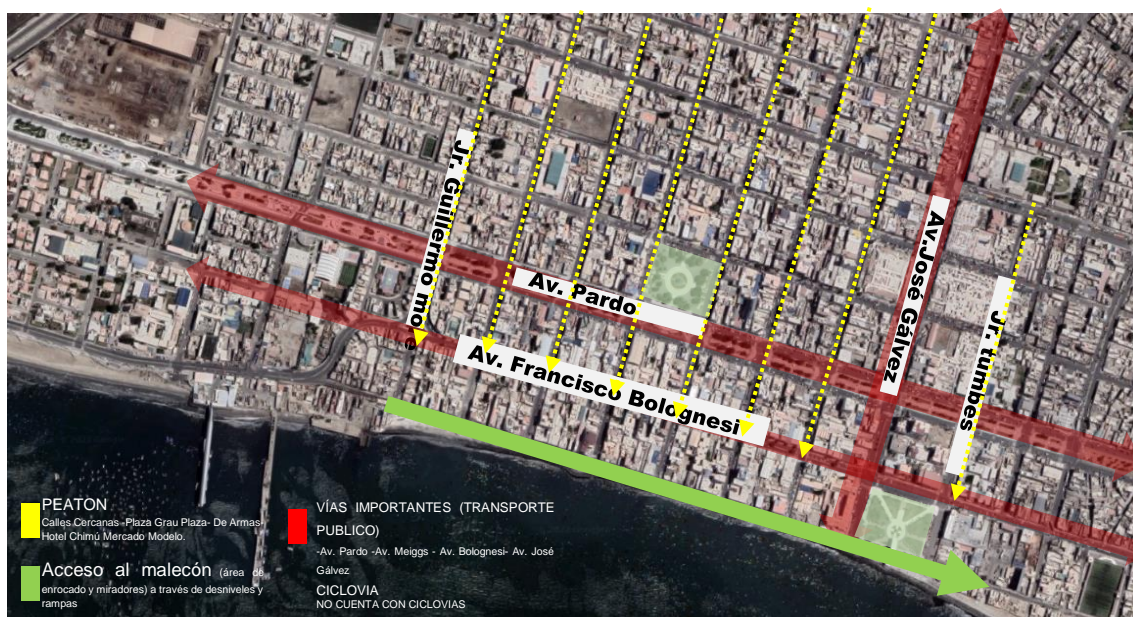 Jr. Guillermo mo
Av. Pardo
Av. Francisco Bolognesi
Av.José Gálvez
Jr. tumbes
PEATON
Calles Cercanas -Plaza Grau Plaza- De Armas-
Hotel Chimú Mercado Modelo.
Acceso al malecón (área de
enrocado y miradores) a través de desniveles y
rampas
VÍAS IMPORTANTES (TRANSPORTE
PUBLICO)
-Av. Pardo -Av. Meiggs - Av. Bolognesi- Av. José
Gálvez
CICLOVIA
NO CUENTA CON CICLOVIAS